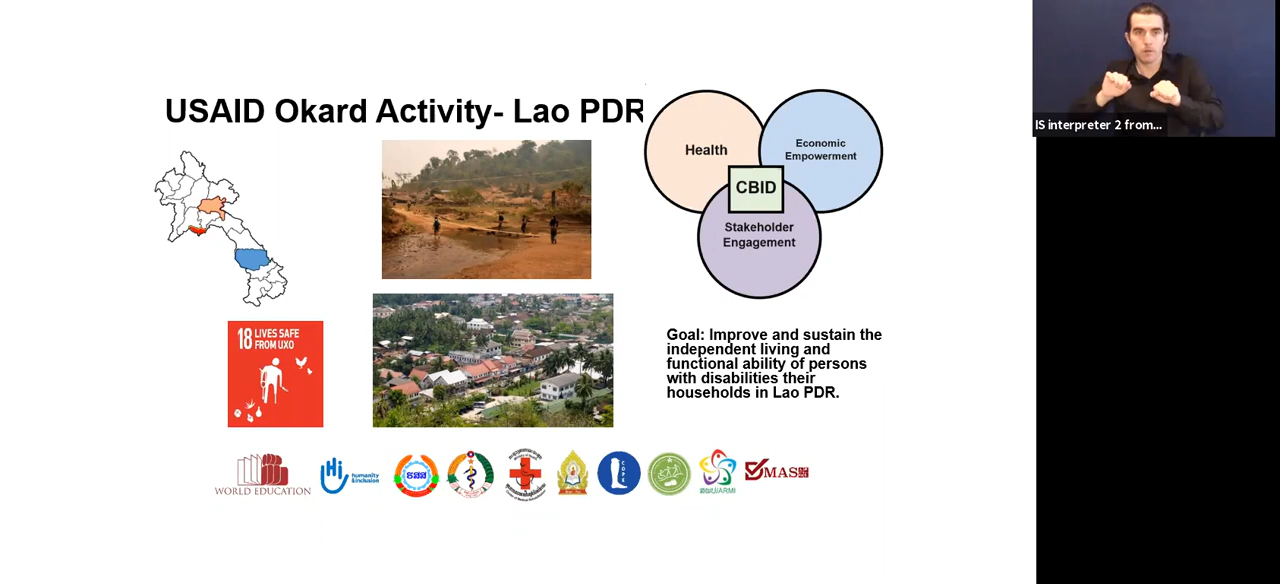 USAID Okard Activity- Lao PDR
Health
Economic
Empowerment
CBID
Stakeholder
Engagement
18 LIVES SAFE
FROM UXO
Goal: Improve and sustain the
independent living and
functional ability of persons
with disabilities their
households in Lao PDR.
WORLD EDUCATION
Hi
humanity
&inclusion
COPE
MAS
IS interpreter 2 from...